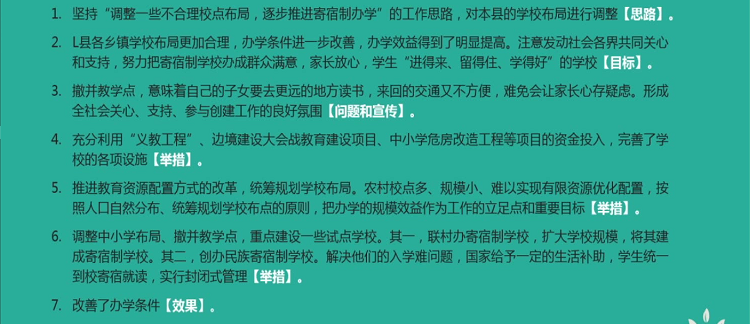 1. 坚持“调整一些不合理校点布局，逐步推进寄宿制办学”的工作思路，对本县的学校布局进行调整【思路】。
2. L县各乡镇学校布局更加合理，办学条件进一步改善，办学效益得到了明显提高。注意发动社会各界共同关心
和支持，努力把寄宿制学校办成群众满意，家长放心，学生“进得来、留得住、学得好”的学校【目标】。
3. 撤并教学点，意味着自己的子女要去更远的地方读书，来回的交通又不方便，难免会让家长心存疑虑。形成
全社会关心、支持、参与创建工作的良好氛围【问题和宣传】。
4. 充分利用“义教工程”、边境建设大会战教育建设项目、中小学危房改造工程等项目的资金投入，完善了学
校的各项设施【举措】。
5. 推进教育资源配置方式的改革，统筹规划学校布局。农村校点多、规模小、难以实现有限资源优化配置，按
照人口自然分布、统筹规划学校布点的原则，把办学的规模效益作为工作的立足点和重要目标【举措】。
6. 调整中小学布局、撤并教学点，重点建设一些试点学校。其一，联村办寄宿制学校，扩大学校规模，将其建
成寄宿制学校。其二，创办民族寄宿制学校。解决他们的入学难问题，国家给予一定的生活补助，学生统一
到校寄宿就读，实行封闭式管理【举措】。
7. 改善了办学条件【效果】。